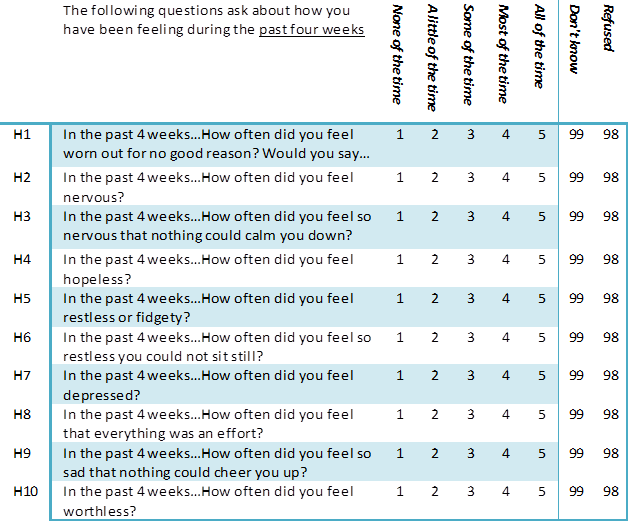 The following questions ask about how you
have been feeling during the past four weeks
None of the time
A little of the time
Some of the time
Most of the time
All of the time
Don't know
Refused
H1 In the past 4 weeks...How often did you feel 1 2 3 4 5 99 98
worn out for no good reason? Would you say...
H2 In the past 4 weeks...How often did you feel 1 2 3 4 5 99 98
nervous?
H3 In the past 4 weeks...How often did you feel so 1 2 3 4 5 99 98
nervous that nothing could calm you down?
H4 In the past 4 weeks...How often did you feel 1 2 3 4 5 99 98
hopeless?
H5 In the past 4 weeks...How often did you feel 1 2 3 4 5 99 98
restless or fidgety?
H6 In the past 4 weeks...How often did you feel so 1 2 3 4 5 99 98
restless you could not sit still?
H7 In the past 4 weeks...How often did you feel 1 2 3 4 5 99 98
depressed?
H8 In the past 4 weeks...How often did you feel 1 2 3 4 5 99 98
that everything was an effort?
H9 In the past 4 weeks...How often did you feel so 1 2 3 4 5 99 98
sad that nothing could cheer you up?
H10 In the past 4 weeks...How often did you feel 1 2 3 4 5 99 98
worthless?